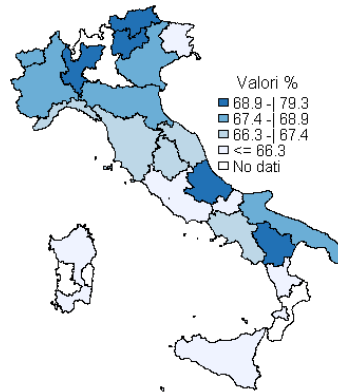 Valori %
68.9 -| 79.3
67.4 -| 68.9
66.3 -| 67.4
<= 66.3
No dati